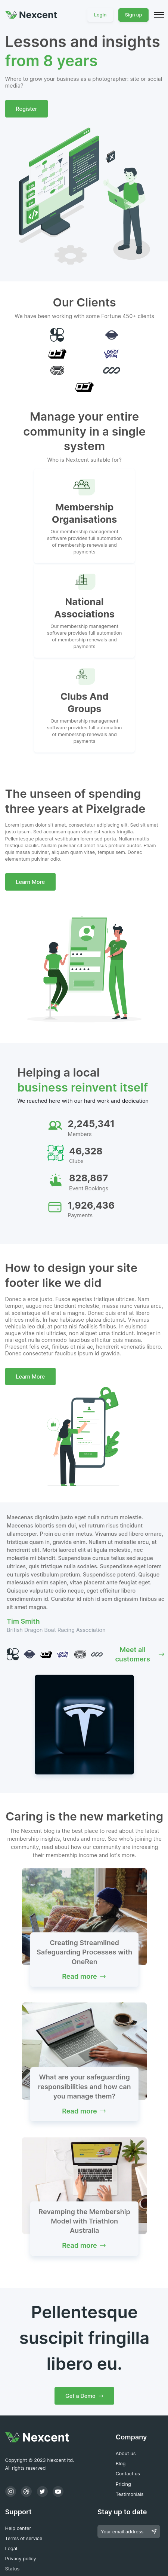 Nexcent
Login
Sign up
Lessons and insights
from 8 years
Where to grow your business as a photographer: site or social
media?
Register
Our Clients
We have been working with some Fortune 450+ clients
Manage your entire
community in a single
system
Who is Nextcent suitable for?
Membership
Organisations
Our membership management
software provides full automation
of membership renewals and
payments
National
Associations
Our membership management
software provides full automation
of membership renewals and
payments
Clubs And
Groups
Our membership management
software provides full automation
of membership renewals and
payments
The unseen of spending
three years at Pixelgrade
Lorem ipsum dolor sit amet, consectetur adipiscing elit. Sed sit amet
justo ipsum. Sed accumsan quam vitae est varius fringilla.
Pellentesque placerat vestibulum lorem sed porta. Nullam mattis
tristique iaculis. Nullam pulvinar sit amet risus pretium auctor. Etiam
quis massa pulvinar, aliquam quam vitae, tempus sem. Donec
elementum pulvinar odio.
Learn More
Helping a local
business reinvent itself
We reached here with our hard work and dedication
2,245,341
Members
46,328
Clubs
828,867
Event Bookings
1,926,436
Payments
How to design your site
footer like we did
Donec a eros justo. Fusce egestas tristique ultrices. Nam
tempor, augue nec tincidunt molestie, massa nunc varius arcu,
at scelerisque elit erat a magna. Donec quis erat at libero
ultrices mollis. In hac habitasse platea dictumst. Vivamus
vehicula leo dui, at porta nisi facilisis finibus. In euismod
augue vitae nisi ultricies, non aliquet urna tincidunt. Integer in
nisi eget nulla commodo faucibus efficitur quis massa.
Praesent felis est, finibus et nisi ac, hendrerit venenatis libero.
Donec consectetur faucibus ipsum id gravida.
Learn More
Maecenas dignissim justo eget nulla rutrum molestie.
Maecenas lobortis sem dui, vel rutrum risus tincidunt
ullamcorper. Proin eu enim metus. Vivamus sed libero ornare,
tristique quam in, gravida enim. Nullam ut molestie arcu, at
hendrerit elit. Morbi laoreet elit at ligula molestie, nec
molestie mi blandit. Suspendisse cursus tellus sed augue
ultrices, quis tristique nulla sodales. Suspendisse eget lorem
eu turpis vestibulum pretium. Suspendisse potenti. Quisque
malesuada enim sapien, vitae placerat ante feugiat eget.
Quisque vulputate odio neque, eget efficitur libero
condimentum id. Curabitur id nibh id sem dignissim finibus ac
sit amet magna.
Tim Smith
British Dragon Boat Racing Association
Meet all
customers
Caring is the new marketing
The Nexcent blog is the best place to read about the latest
membership insights, trends and more. See who's joining the
community, read about how our community are increasing
their membership income and lot's more.
Creating Streamlined
Safeguarding Processes with
OneRen
Read more
What are your safeguarding
responsibilities and how can
you manage them?
Read more
Revamping the Membership
Model with Triathlon
Australia
Read more
Pellentesque
suscipit fringilla
libero eu.
Get a Demo
Nexcent
Copyright © 2023 Nexcent ltd.
All rights reserved
Company
About us
Blog
Contact us
Pricing
Testimonials
Support
Help center
Terms of service
Legal
Privacy policy
Status
Stay up to date
Your email address